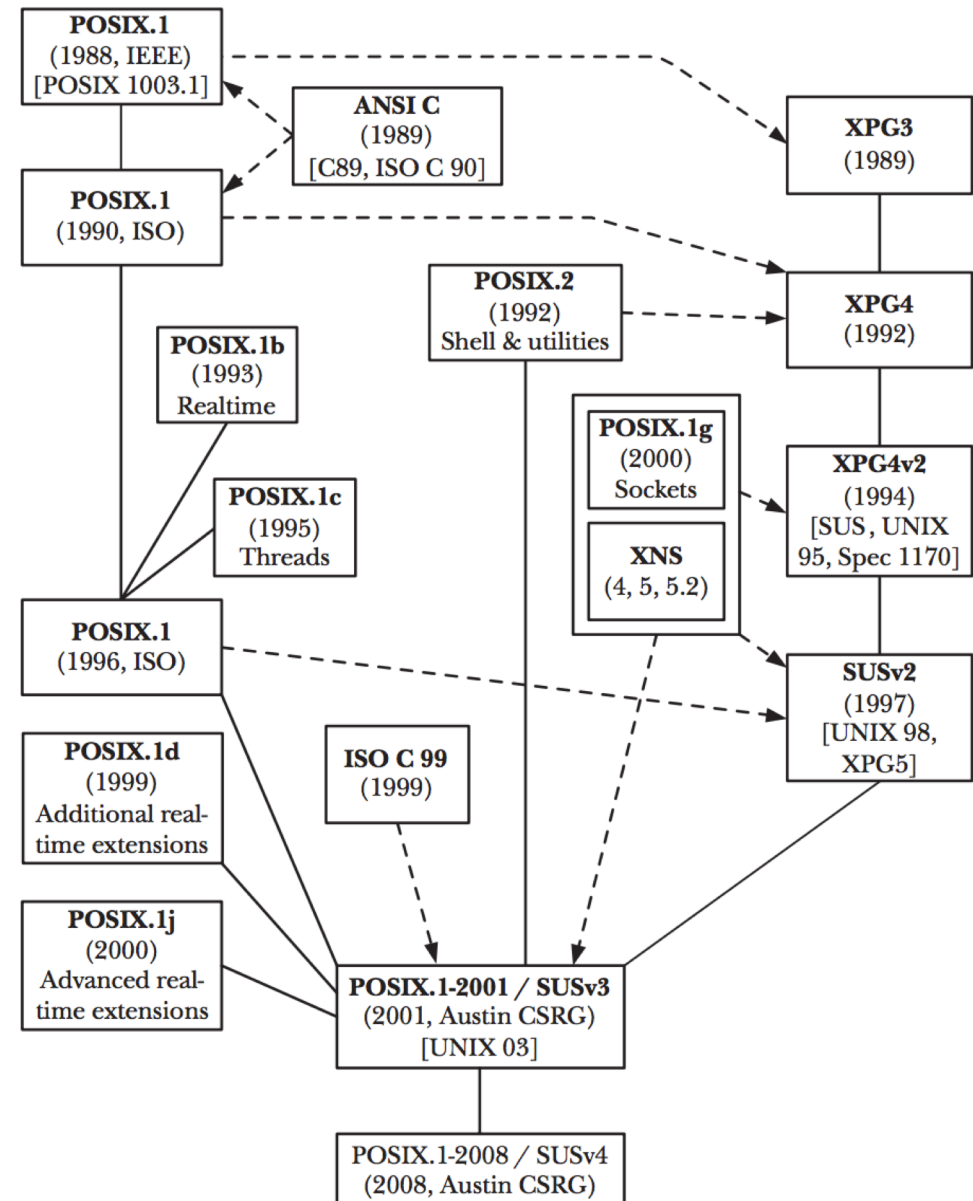 POSIX.1
(1988, IEEE)
[POSIX 1003.1]
ANSI C
(1989)
[C89, ISO C 90]
XPG3
(1989)
POSIX.1
(1990, ISO)
POSIX.2
(1992)
Shell & utilities
XPG4
(1992)
POSIX.1b
(1993)
Realtime
POSIX.1g
(2000)
Sockets
XPG4v2
(1994)
[SUS, UNIX
95, Spec 1170]
POSIX.1c
(1995)
Threads
XNS
(4, 5, 5.2)
POSIX.1
(1996, ISO)
SUSv2
(1997)
[UNIX 98,
XPG5]
POSIX.1d
(1999)
Additional real-
time extensions
ISO C 99
(1999)
POSIX.1j
(2000)
Advanced real-
time extensions
POSIX.1-2001 / SUSv3
(2001, Austin CSRG)
[UNIX 03]
POSIX.1-2008 / SUSv4
(2008, Austin CSRG)